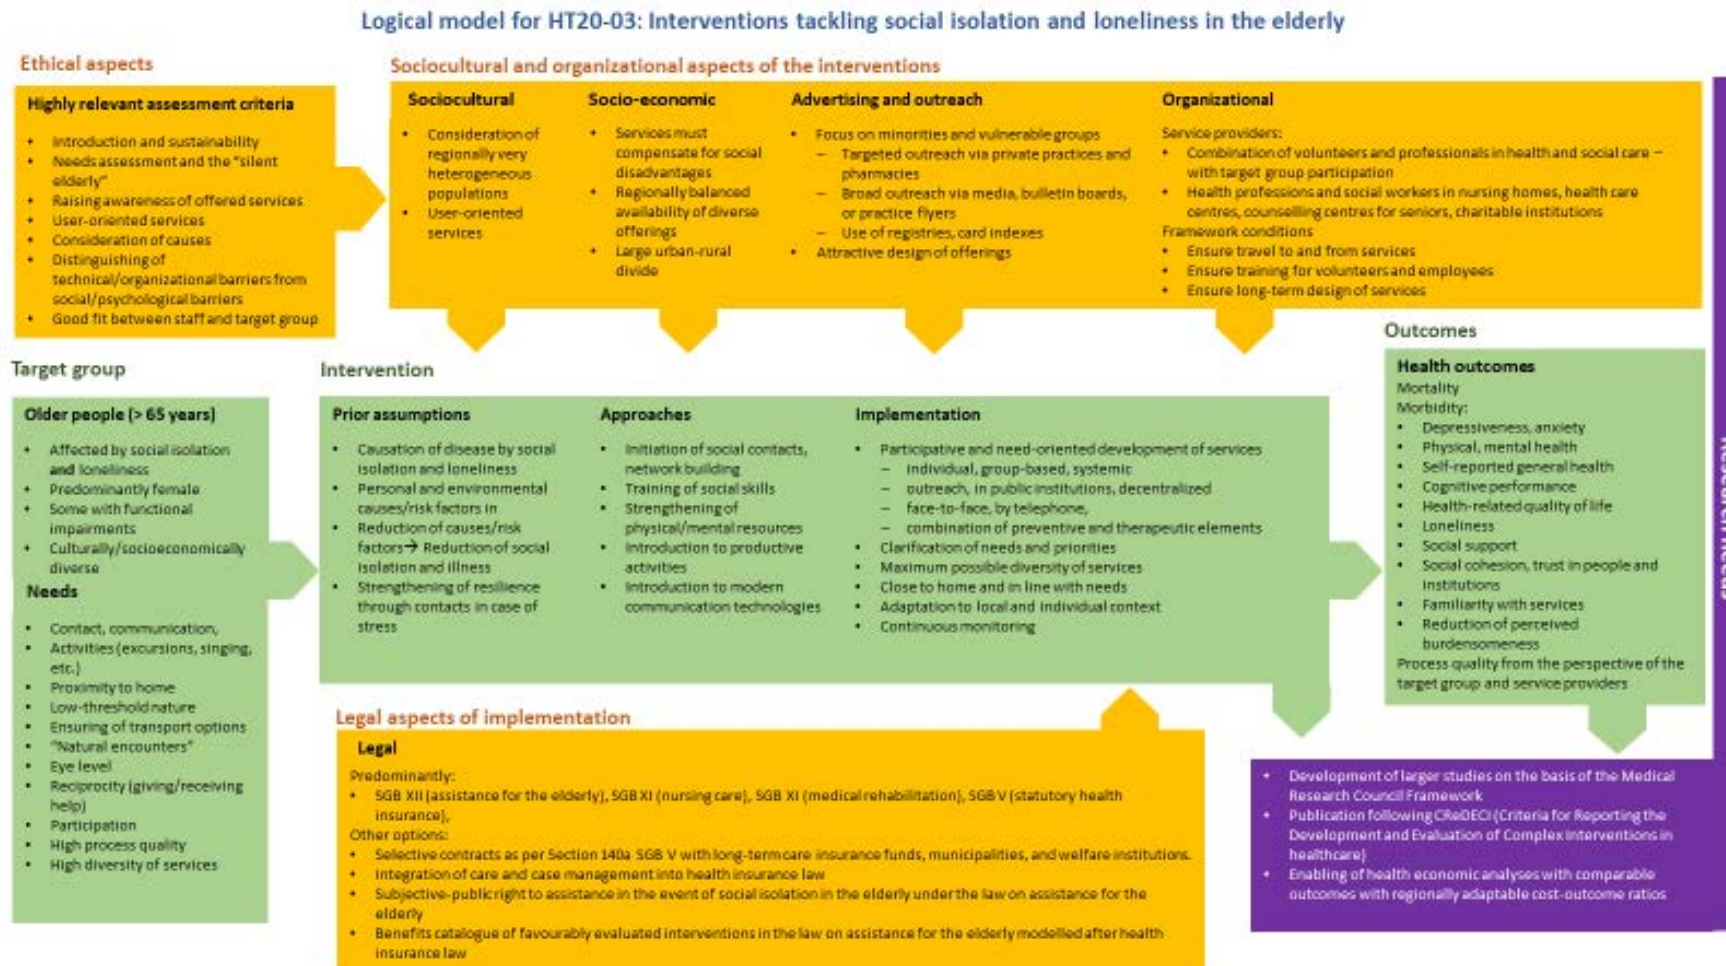 Logical model for HT20-03: Interventions tackling social isolation and loneliness in the elderly
Ethical aspects
Highly relevant assessment criteria
• Introduction and sustainability
• Needs assessment and the "silent
elderly"
• Raising awareness of offered services
• User-oriented services
• Consideration of causes
• Distinguishing of
technical/organizational barriers from
social/psychological barriers
• Good fit between staff and target group
Sociocultural and organizational aspects of the interventions
Sociocultural
• Consideration of
regionally very
heterogeneous
populations
• User-oriented
services
Socio-economic
• Services must
compensate for social
disadvantages
• Regionally balanced
availability of diverse
offerings
• Large urban-rural
divide
Advertising and outreach
• Focus on minorities and vulnerable groups
– Targeted outreach via private practices and
pharmacies
– Broad outreach via media, bulletin boards,
or practice flyers
– Use of registries, card indexes
• Attractive design of offerings
Organizational
Service providers:
• Combination of volunteers and professionals in health and social care –
with target group participation
• Health professions and social workers in nursing homes, health care
centres, counselling centres for seniors, charitable institutions
Framework conditions
• Ensure travel to and from services
• Ensure training for volunteers and employees
• Ensure long-term design of services
Target group
Older people (> 65 years)
• Affected by social isolation
and loneliness
• Predominantly female
• Some with functional
impairments
• Culturally/socioeconomically
diverse
Needs
• Contact, communication,
• Activities (excursions, singing,
etc.)
• Proximity to home
• Low-threshold nature
• Ensuring of transport options
• "Natural encounters"
• Eye level
• Reciprocity (giving/receiving
help)
• Participation
• High process quality
• High diversity of services
Intervention
Prior assumptions
• Causation of disease by social
isolation and loneliness
• Personal and environmental
causes/risk factors in
• Reduction of causes/risk
factors→ Reduction of social
isolation and illness
• Strengthening of resilience
through contacts in case of
stress
Approaches
• Initiation of social contacts,
network building
• Training of social skills
• Strengthening of
physical/mental resources
• Introduction to productive
activities
• Introduction to modern
communication technologies
Implementation
• Participative and need-oriented development of services
– individual, group-based, systemic
– outreach, in public institutions, decentralized
– face-to-face, by telephone,
– combination of preventive and therapeutic elements
• Clarification of needs and priorities
• Maximum possible diversity of services
• Close to home and in line with needs
• Adaptation to local and individual context
• Continuous monitoring
Outcomes
Health outcomes
Mortality
Morbidity:
• Depressiveness, anxiety
• Physical, mental health
• Self-reported general health
• Cognitive performance
• Health-related quality of life
• Loneliness
• Social support
• Social cohesion, trust in people and
institutions
• Familiarity with services
• Reduction of perceived
burdensomeness
Process quality from the perspective of the
target group and service providers
Legal aspects of implementation
Legal
Predominantly:
• SGB XII (assistance for the elderly), SGB XI (nursing care), SGB XI (medical rehabilitation), SGB V (statutory health
insurance),
Other options:
• Selective contracts as per Section 140a SGB V with long-term care insurance funds, municipalities, and welfare institutions.
• Integration of care and case management into health insurance law
• Subjective-public right to assistance in the event of social isolation in the elderly under the law on assistance for the
elderly
• Benefits catalogue of favourably evaluated interventions in the law on assistance for the elderly modelled after health
insurance law
• Development of larger studies on the basis of the Medical
Research Council Framework
• Publication following CReDECI (Criteria for Reporting the
Development and Evaluation of Complex Interventions in
healthcare)
• Enabling of health economic analyses with comparable
outcomes with regionally adaptable cost-outcome ratios